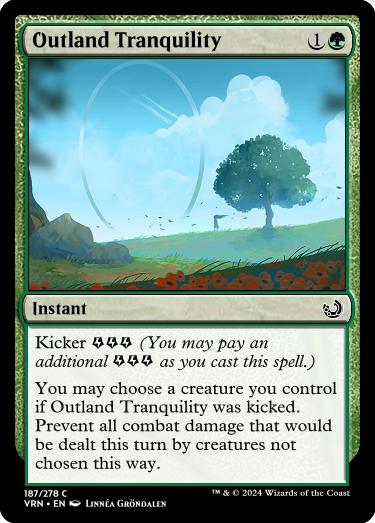 Outland Tranquility 1
Instant
Kicker (You may pay an
additional as you cast this spell.)
You may choose a creature you control
if Outland Tranquility was kicked.
Prevent all combat damage that would
be dealt this turn by creatures not
chosen this way.
187/278 C
VRN • EN LINNÉA GRÖNDALEN
™ & © 2024 Wizards of the Coast